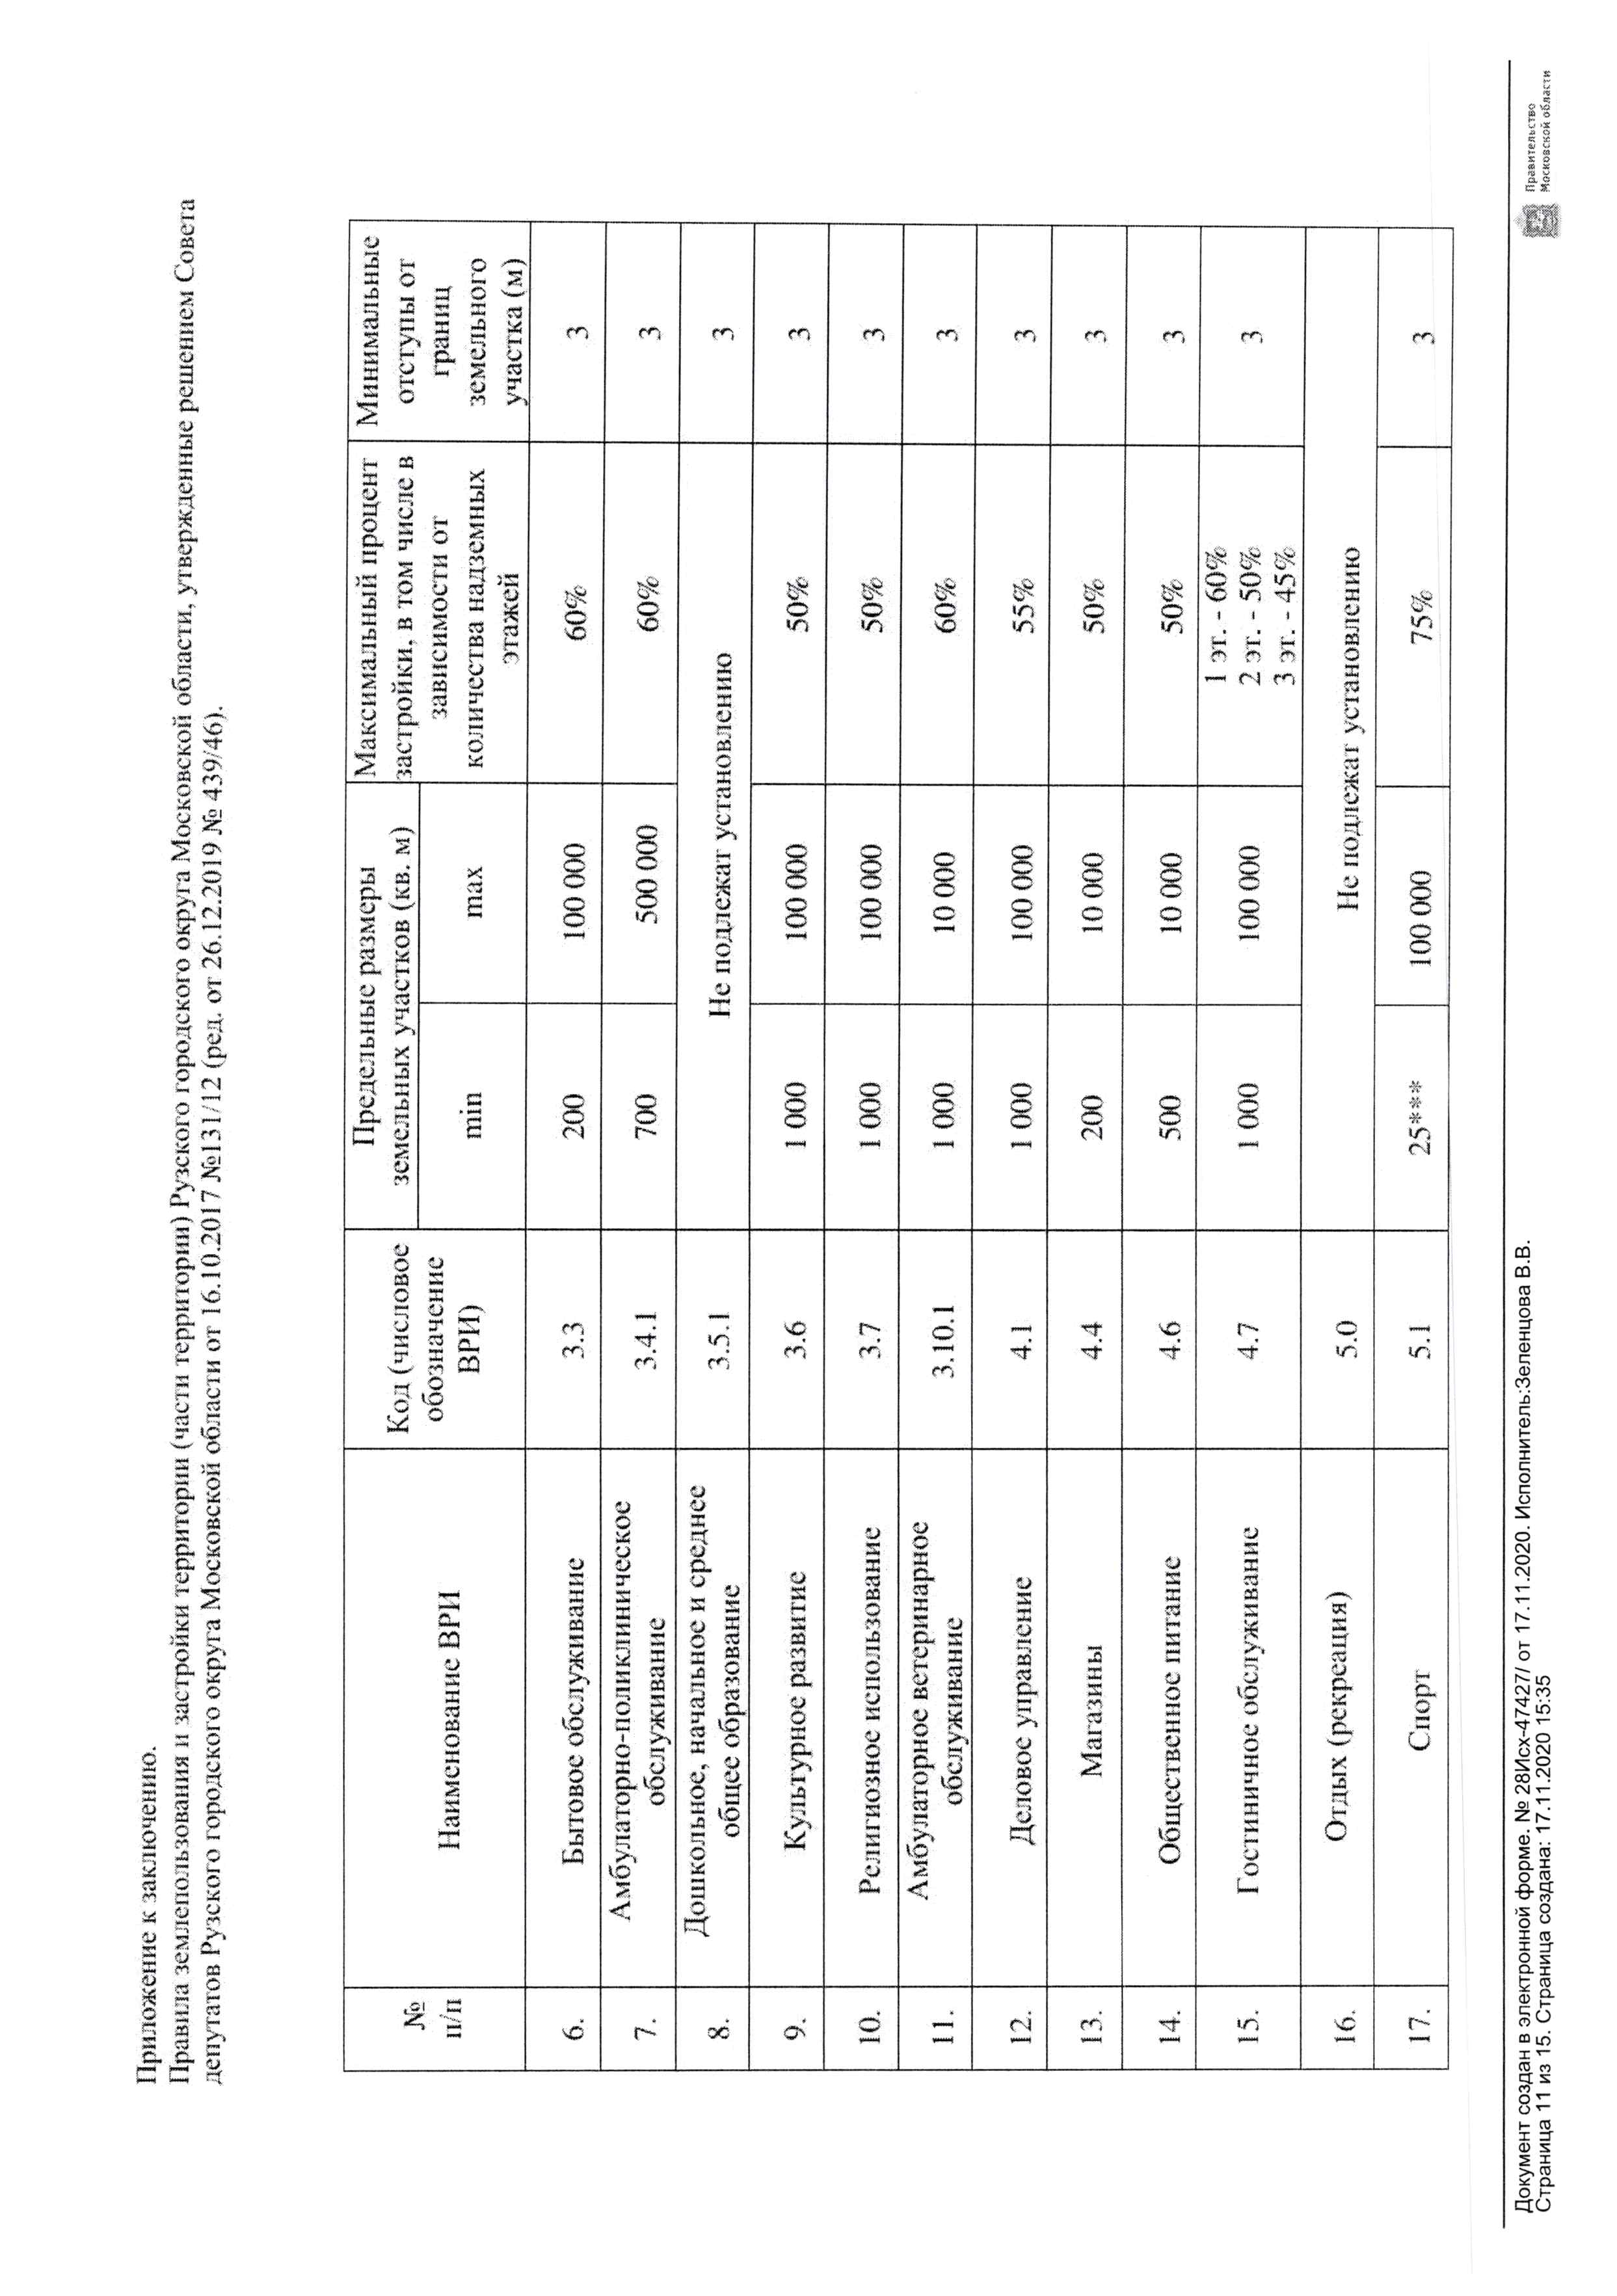 Приложение к заключению.
Правила землепользования и застройки территории (части территории) Рузского городского округа Московской области, утвержденные решением Совета
депутатов Рузского городского округа Московской области от 16.10.2017 №131/12 (ред. от 26.12.2019 № 439/46).
№ п/п
Наименование ВРИ
Код (числовое
обозначение
ВРИ)
Предельные размеры
земельных участков (кв. м)
min
max
Максимальный процент
застройки, в том числе в
зависимости от
количества надземных
этажей
Минимальные
отступы от
границ
земельного
участка (м)
6. Бытовое обслуживание 3.3 200 100 000 60% 3
7. Амбулаторно-поликлиническое
обслуживание 3.4.1 700 500 000 60% 3
8. Дошкольное, начальное и среднее
общее образование 3.5.1 Не подлежат установлению 3
9. Культурное развитие 3.6 1 000 100 000 50% 3
10. Религиозное использование 3.7 1 000 100 000 50% 3
11. Амбулаторное ветеринарное
обслуживание 3.10.1 1 000 10 000 60% 3
12. Деловое управление 4.1 1 000 100 000 55% 3
13. Магазины 4.4 200 10 000 50% 3
14. Общественное питание 4.6 500 10 000 50% 3
15. Гостиничное обслуживание 4.7 1 000 100 000 1 эт. - 60%
2 эт. - 50%
3 эт. - 45% 3
16. Отдых (рекреация) 5.0 Не подлежат установлению
17. Спорт 5.1 25*** 100 000 75% 3
Документ создан в электронной форме. № 28Исх-47427/ от 17.11.2020. Исполнитель:Зеленцова В.В.
Страница 11 из 15. Страница создана: 17.11.2020 15:35
Правительство
Московской области